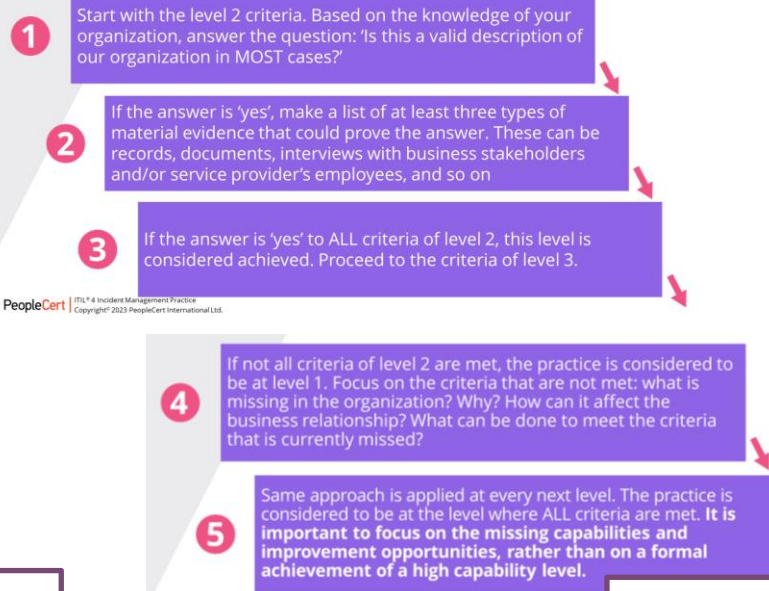 1
Start with the level 2 criteria. Based on the knowledge of your
organization, answer the question: ‘Is this a valid description of
our organization in MOST cases?’
2
If the answer is ‘yes’, make a list of at least three types of
material evidence that could prove the answer. These can be
records, documents, interviews with business stakeholders
and/or service provider’s employees, and so on
3
If the answer is ‘yes’ to ALL criteria of level 2, this level is
considered achieved. Proceed to the criteria of level 3.
PeopleCert
ITIL® 4 Incident Management Practice
Copyright© 2023 PeopleCert International Ltd.
4
If not all criteria of level 2 are met, the practice is considered to
be at level 1. Focus on the criteria that are not met: what is
missing in the organization? Why? How can it affect the
business relationship? What can be done to meet the criteria
that is currently missed?
5
Same approach is applied at every next level. The practice is
considered to be at the level where ALL criteria are met. It is
important to focus on the missing capabilities and
improvement opportunities, rather than on a formal
achievement of a high capability level.